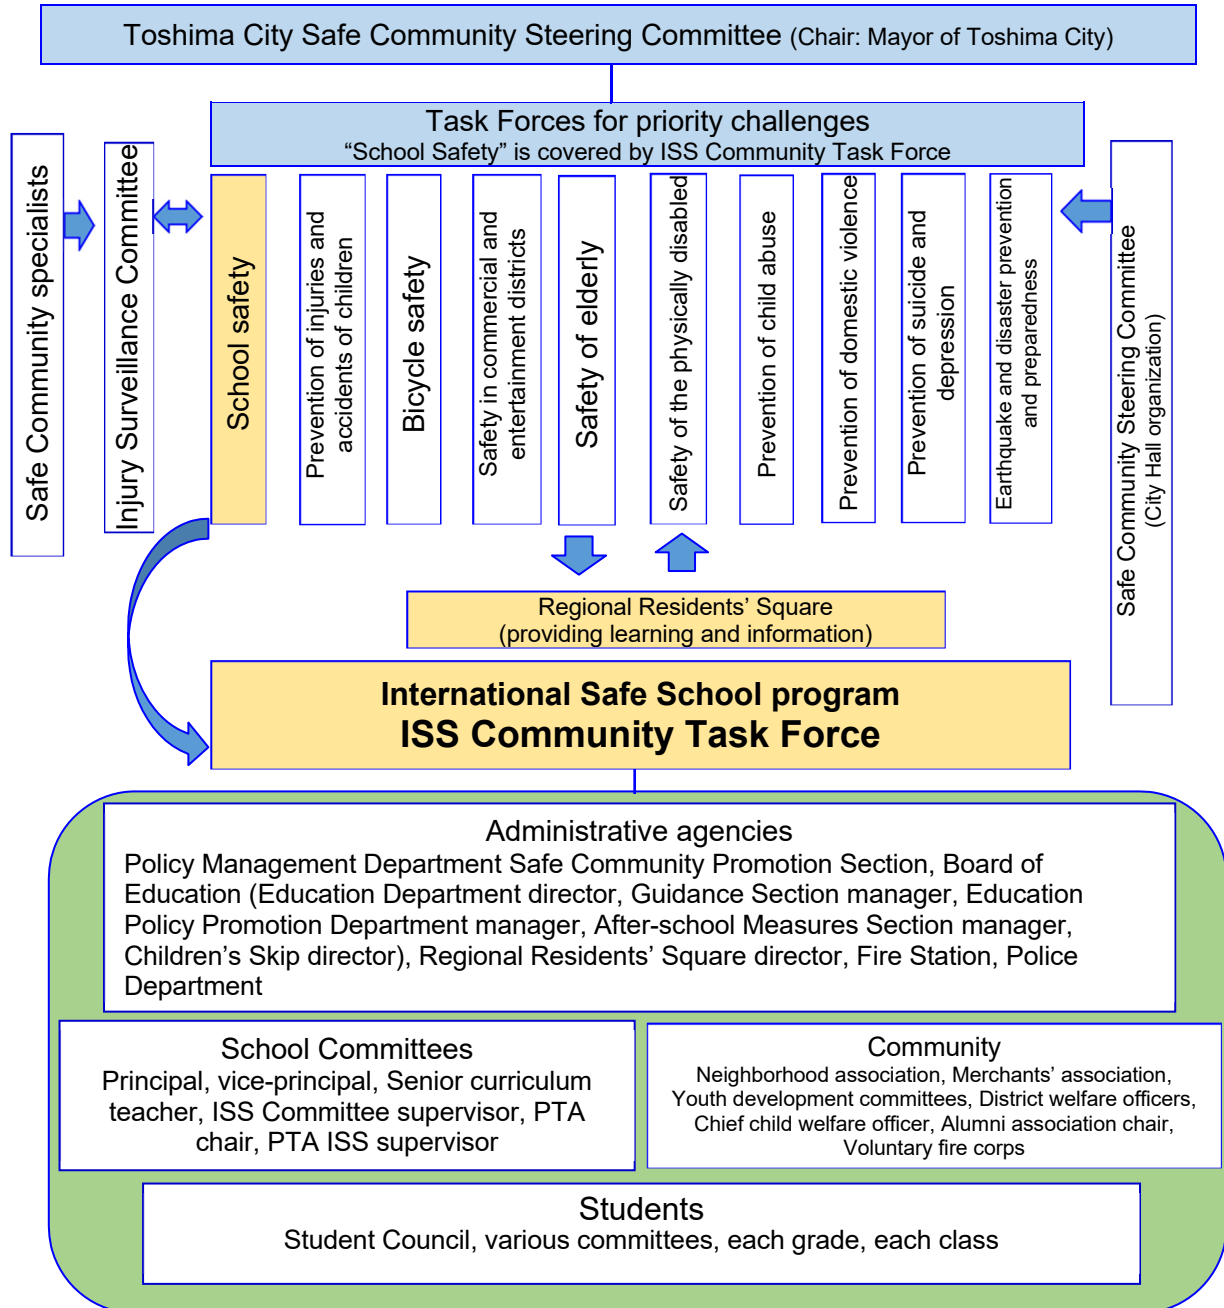 Toshima City Safe Community Steering Committee (Chair: Mayor of Toshima City)
Task Forces for priority challenges
“School Safety” is covered by ISS Community Task Force
Safe Community specialists
Injury Surveillance Committee
School safety
Prevention of injuries and
accidents of children
Bicycle safety
Safety in commercial and
entertainment districts
Safety of elderly
Safety of the physically disabled
Prevention of child abuse
Prevention of domestic violence
Prevention of suicide and
depression
Earthquake and disaster prevention
and preparedness
Safe Community Steering Committee
(City Hall organization)
Regional Residents’ Square
(providing learning and information)
International Safe School program
ISS Community Task Force
Administrative agencies
Policy Management Department Safe Community Promotion Section, Board of
Education (Education Department director, Guidance Section manager, Education
Policy Promotion Department manager, After-school Measures Section manager,
Children’s Skip director), Regional Residents’ Square director, Fire Station, Police
Department
School Committees
Principal, vice-principal, Senior curriculum
teacher, ISS Committee supervisor, PTA
chair, PTA ISS supervisor
Community
Neighborhood association, Merchants’ association,
Youth development committees, District welfare officers,
Chief child welfare officer, Alumni association chair,
Voluntary fire corps
Students
Student Council, various committees, each grade, each class